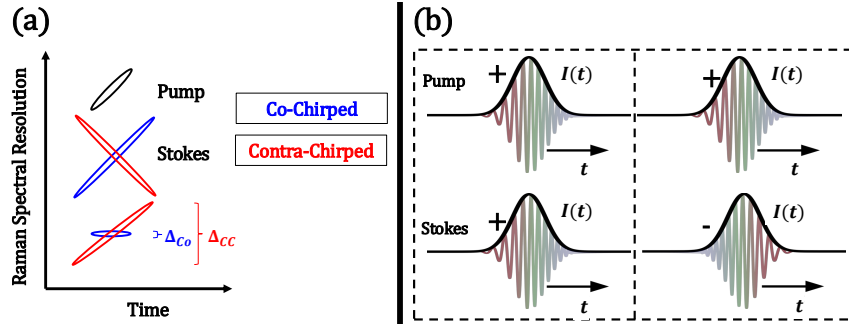 (a)
Raman Spectral Resolution
Pump
Co-Chirped
Stokes
Contra-Chirped
Δ_Co
Δ_CC
Time
(b)
Pump
+
I(t)
t
+
I(t)
t
Stokes
+
I(t)
t
-
I(t)
t